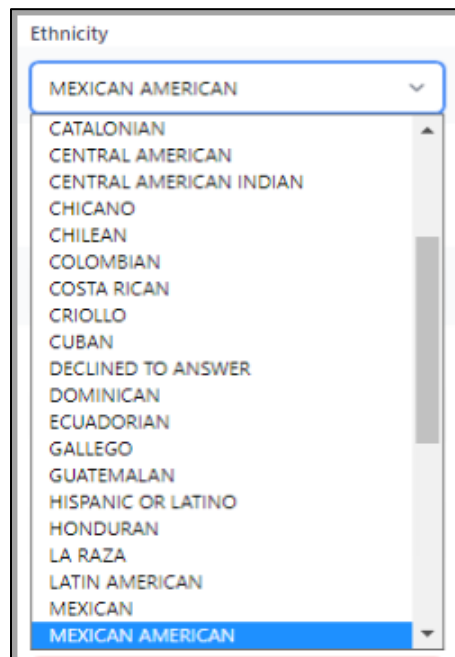 Ethnicity
MEXICAN AMERICAN
CATALONIAN
CENTRAL AMERICAN
CENTRAL AMERICAN INDIAN
CHICANO
CHILEAN
COLOMBIAN
COSTA RICAN
CRIOLLO
CUBAN
DECLINED TO ANSWER
DOMINICAN
ECUADORIAN
GALLEGO
GUATEMALAN
HISPANIC OR LATINO
HONDURAN
LA RAZA
LATIN AMERICAN
MEXICAN
MEXICAN AMERICAN